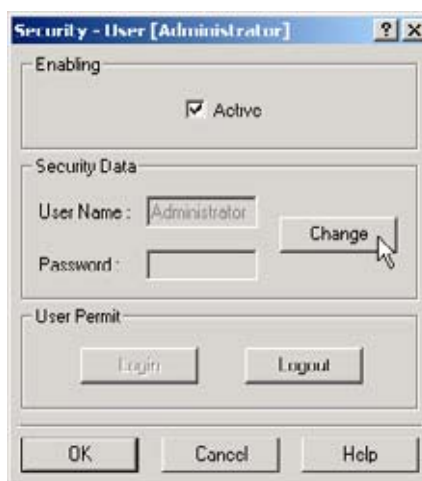 Security - User [Administrator]
Enabling
Active
Security Data
User Name :
Administrator
Change
Password :
User Permit
Login
Logout
OK
Cancel
Help